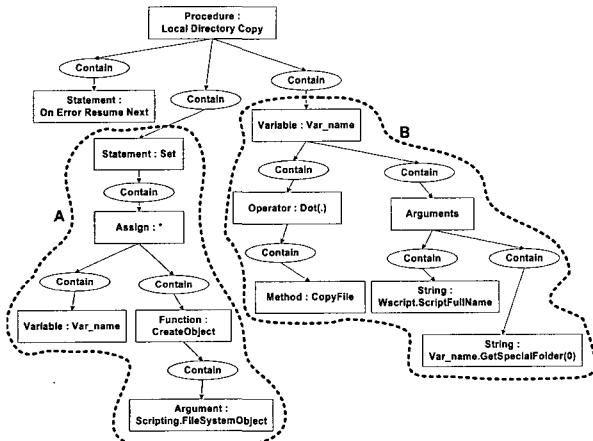 Procedure :
Local Directory Copy
Contain
Contain
Contain
Statement :
On Error Resume Next
Variable : Var_name
B
Statement : Set
Contain
Contain
Contain
A
Operator : Dot(.)
Arguments
Assign : *
Contain
Contain
Contain
Contain
Contain
Method : CopyFile
String :
Wscript.ScriptFullName
Variable : Var_name
Function :
CreateObject
Contain
String :
Var_name.GetSpecialFolder(0)
Argument :
Scripting.FileSystemObject